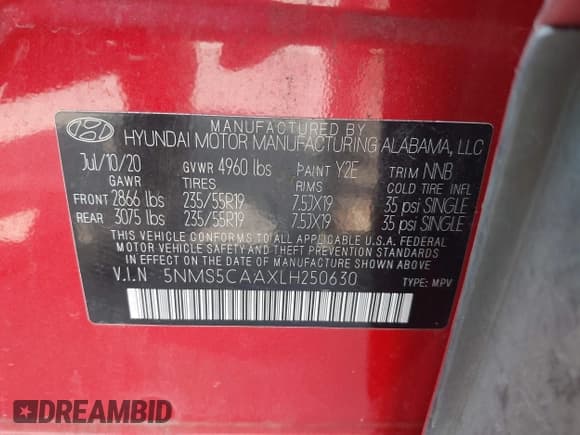 MANUFACTURED BY
HYUNDAI MOTOR MANUFACTURING ALABAMA, LLC
Jul/10/20 GVWR 4960 lbs PAINT Y2E TRIM NNB
GAWR TIRES RIMS COLD TIRE INFL
FRONT 2866 lbs 235/55R19 7.5JX19 35 psi SINGLE
REAR 3075 lbs 235/55R19 7.5JX19 35 psi SINGLE
THIS VEHICLE CONFORMS TO ALL APPLICABLE U.S.A. FEDERAL
MOTOR VEHICLE SAFETY, BUMPER, AND THEFT PREVENTION STANDARDS
IN EFFECT ON THE DATE OF MANUFACTURE SHOWN ABOVE.
V.I.N 5NMS5CAAXLH250630 TYPE: MPV
DREAMBID